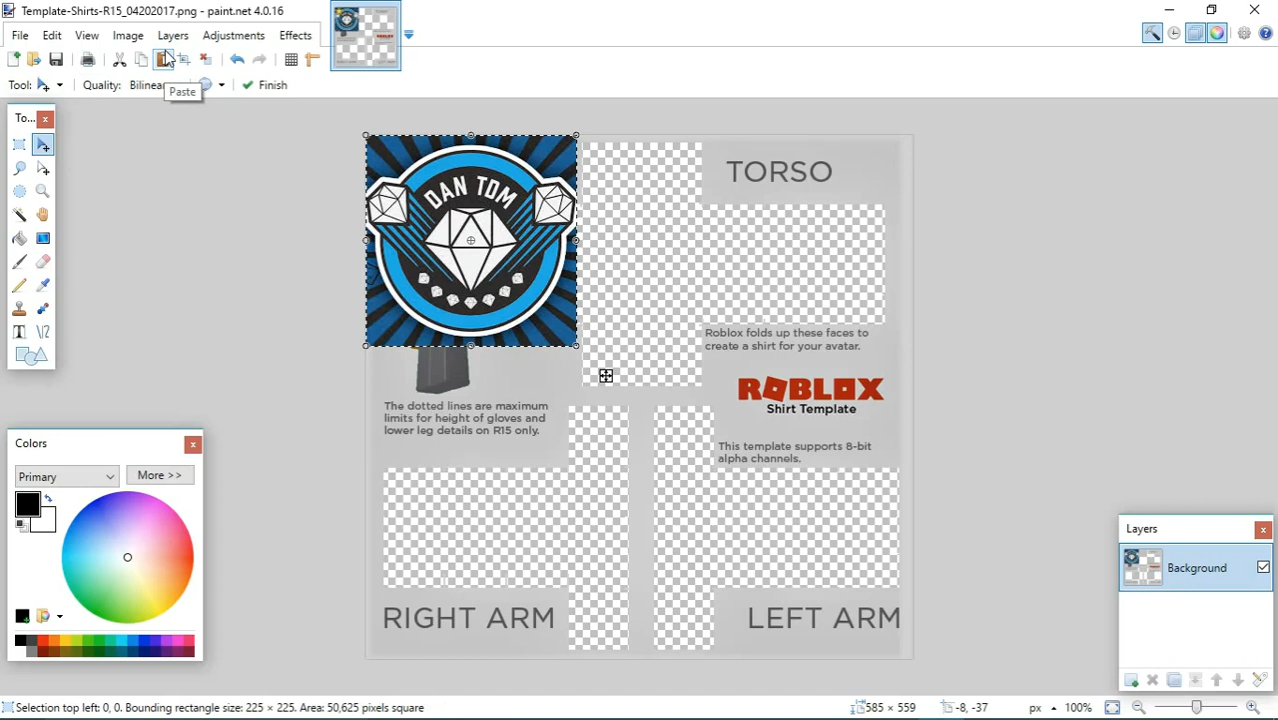 Template-Shirts-R15_04202017.png - paint.net 4.0.16
File Edit View Image Layers Adjustments Effects
Tool: Quality: Bilinear Finish
Paste
To...
DAN TDM
TORSO
Roblox folds up these faces to
create a shirt for your avatar.
ROBLOX
Shirt Template
The dotted lines are maximum
limits for height of gloves and
lower leg details on R15 only.
This template supports 8-bit
alpha channels.
RIGHT ARM
LEFT ARM
Colors
Primary More >>
Layers
Background
Selection top left: 0, 0. Bounding rectangle size: 225 × 225. Area: 50,625 pixels square 585 × 559 -8, -37 px 100%